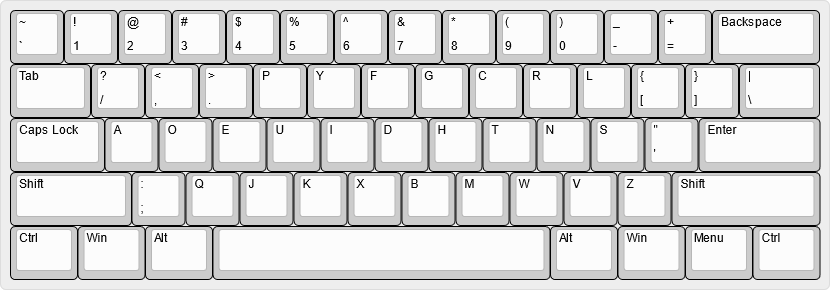 ~ ! @ # $ % ^ & * ( ) _ + Backspace
` 1 2 3 4 5 6 7 8 9 0 - =
Tab ? < > P Y F G C R L { } |
/ , . [ ] \
Caps Lock A O E U I D H T N S " Enter
'
Shift : Q J K X B M W V Z Shift
;
Ctrl Win Alt Alt Win Menu Ctrl